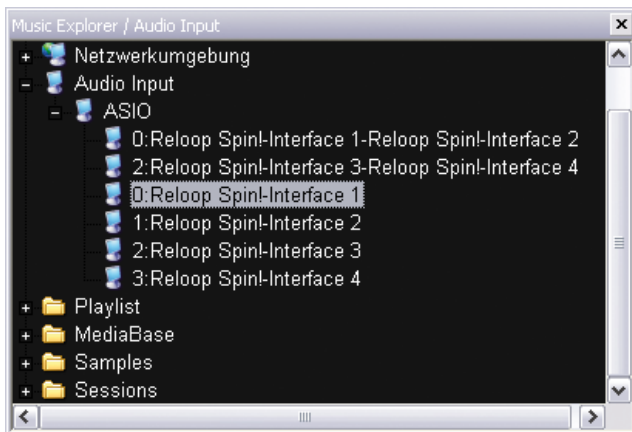 Music Explorer / Audio Input
Netzwerkumgebung
Audio Input
ASIO
0:Reloop Spin!-Interface 1-Reloop Spin!-Interface 2
2:Reloop Spin!-Interface 3-Reloop Spin!-Interface 4
0:Reloop Spin!-Interface 1
1:Reloop Spin!-Interface 2
2:Reloop Spin!-Interface 3
3:Reloop Spin!-Interface 4
Playlist
MediaBase
Samples
Sessions